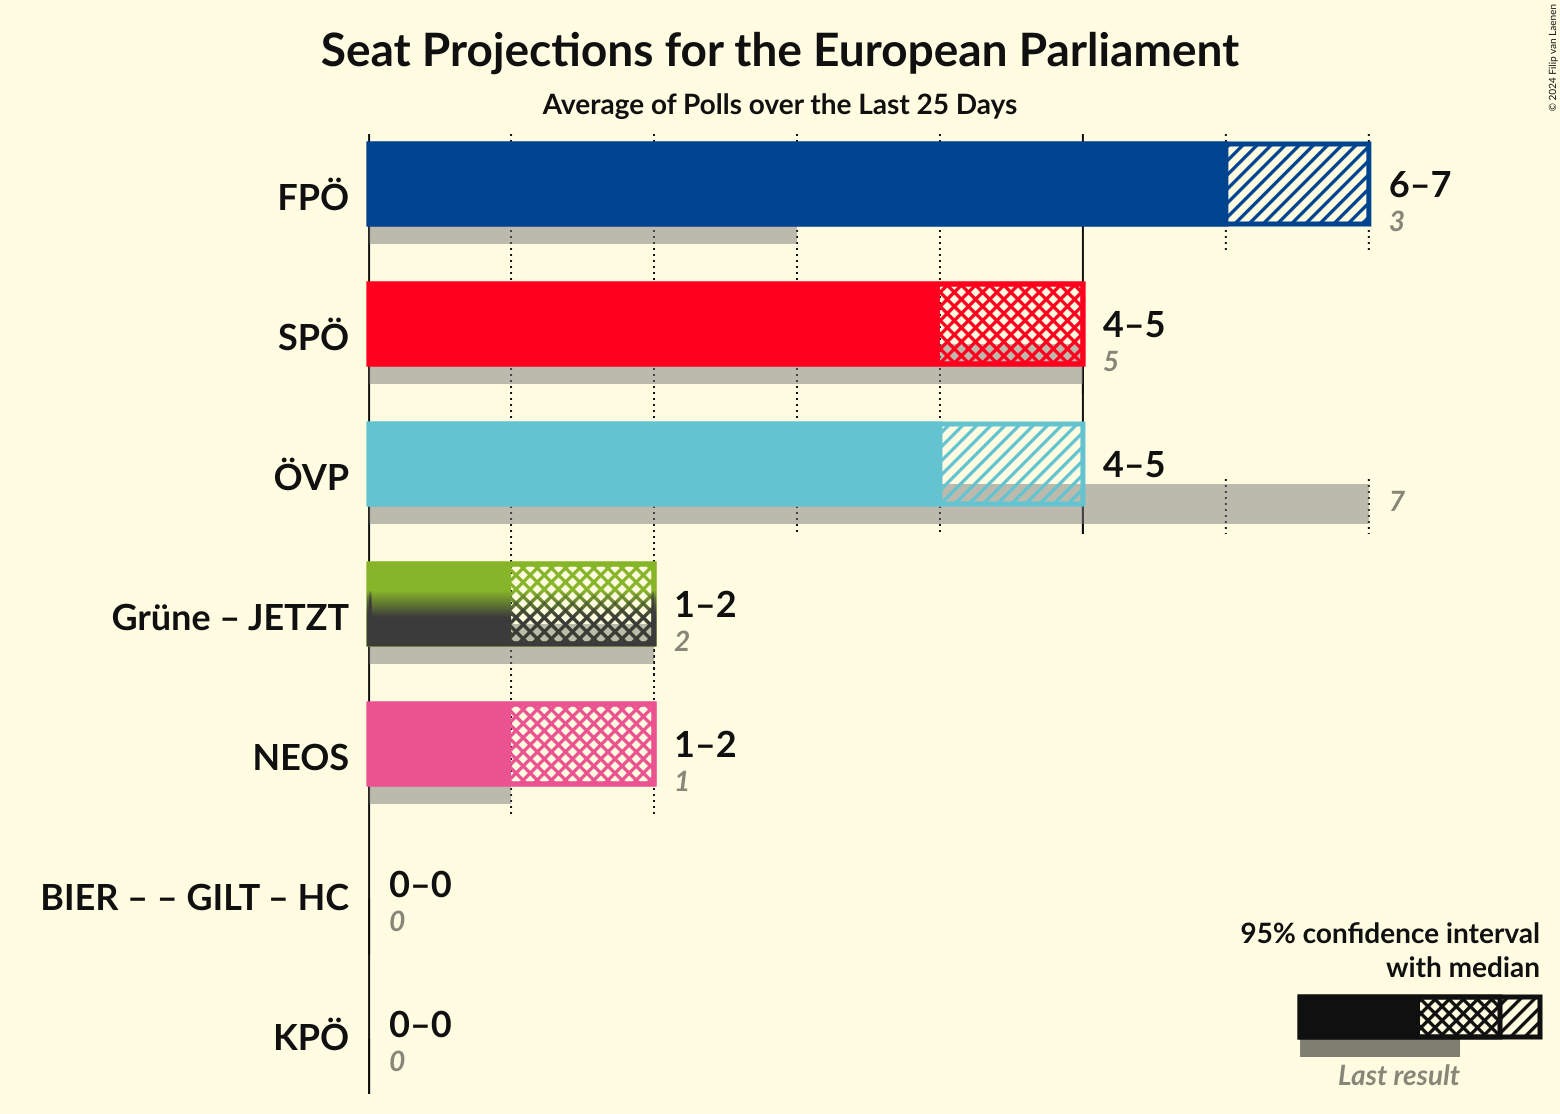 Seat Projections for the European Parliament
Average of Polls over the Last 25 Days
© 2024 Filip van Laenen
FPÖ
6–7
3
SPÖ
4–5
5
ÖVP
4–5
7
Grüne – JETZT
1–2
2
NEOS
1–2
1
BIER – – GILT – HC
0–0
0
KPÖ
0–0
0
95% confidence interval
with median
Last result